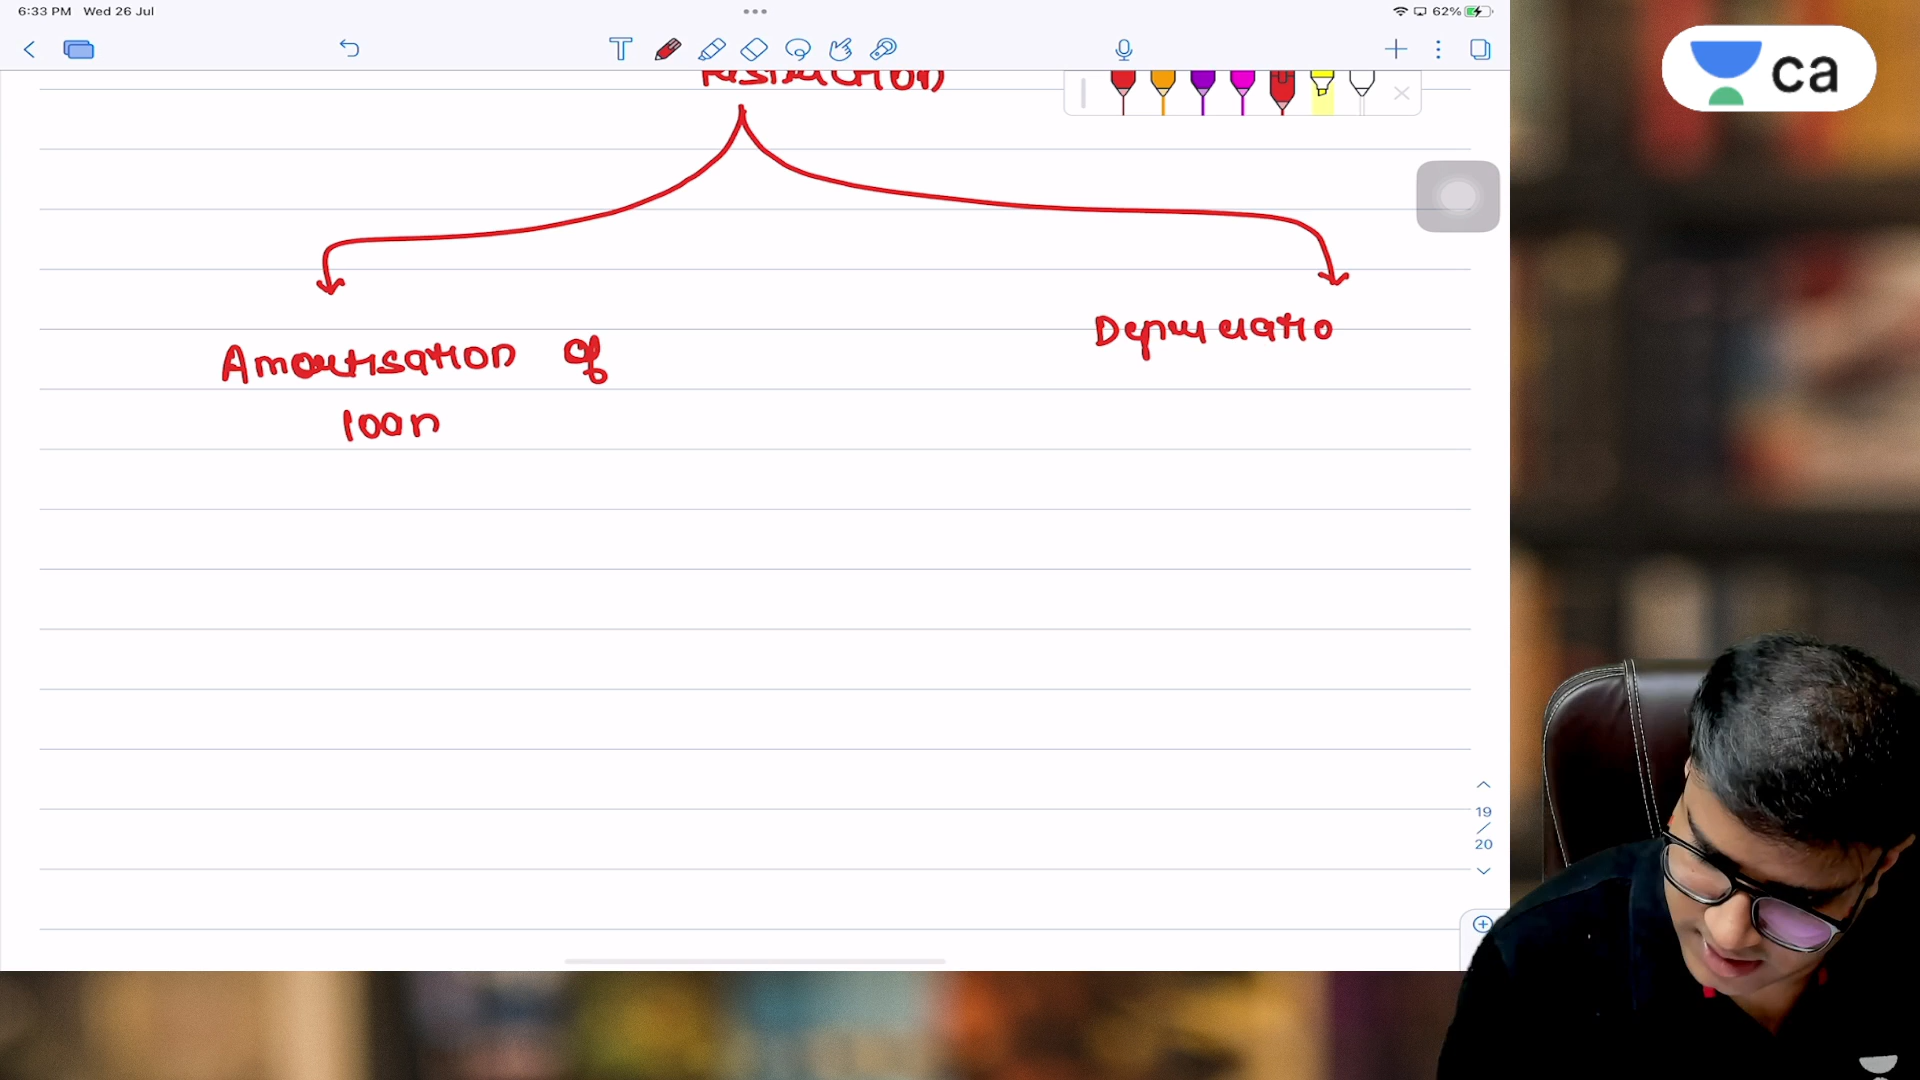 6:33 PM Wed 26 Jul
62%
T
ca
Amortisation of
loan
Depreciatio
19
20